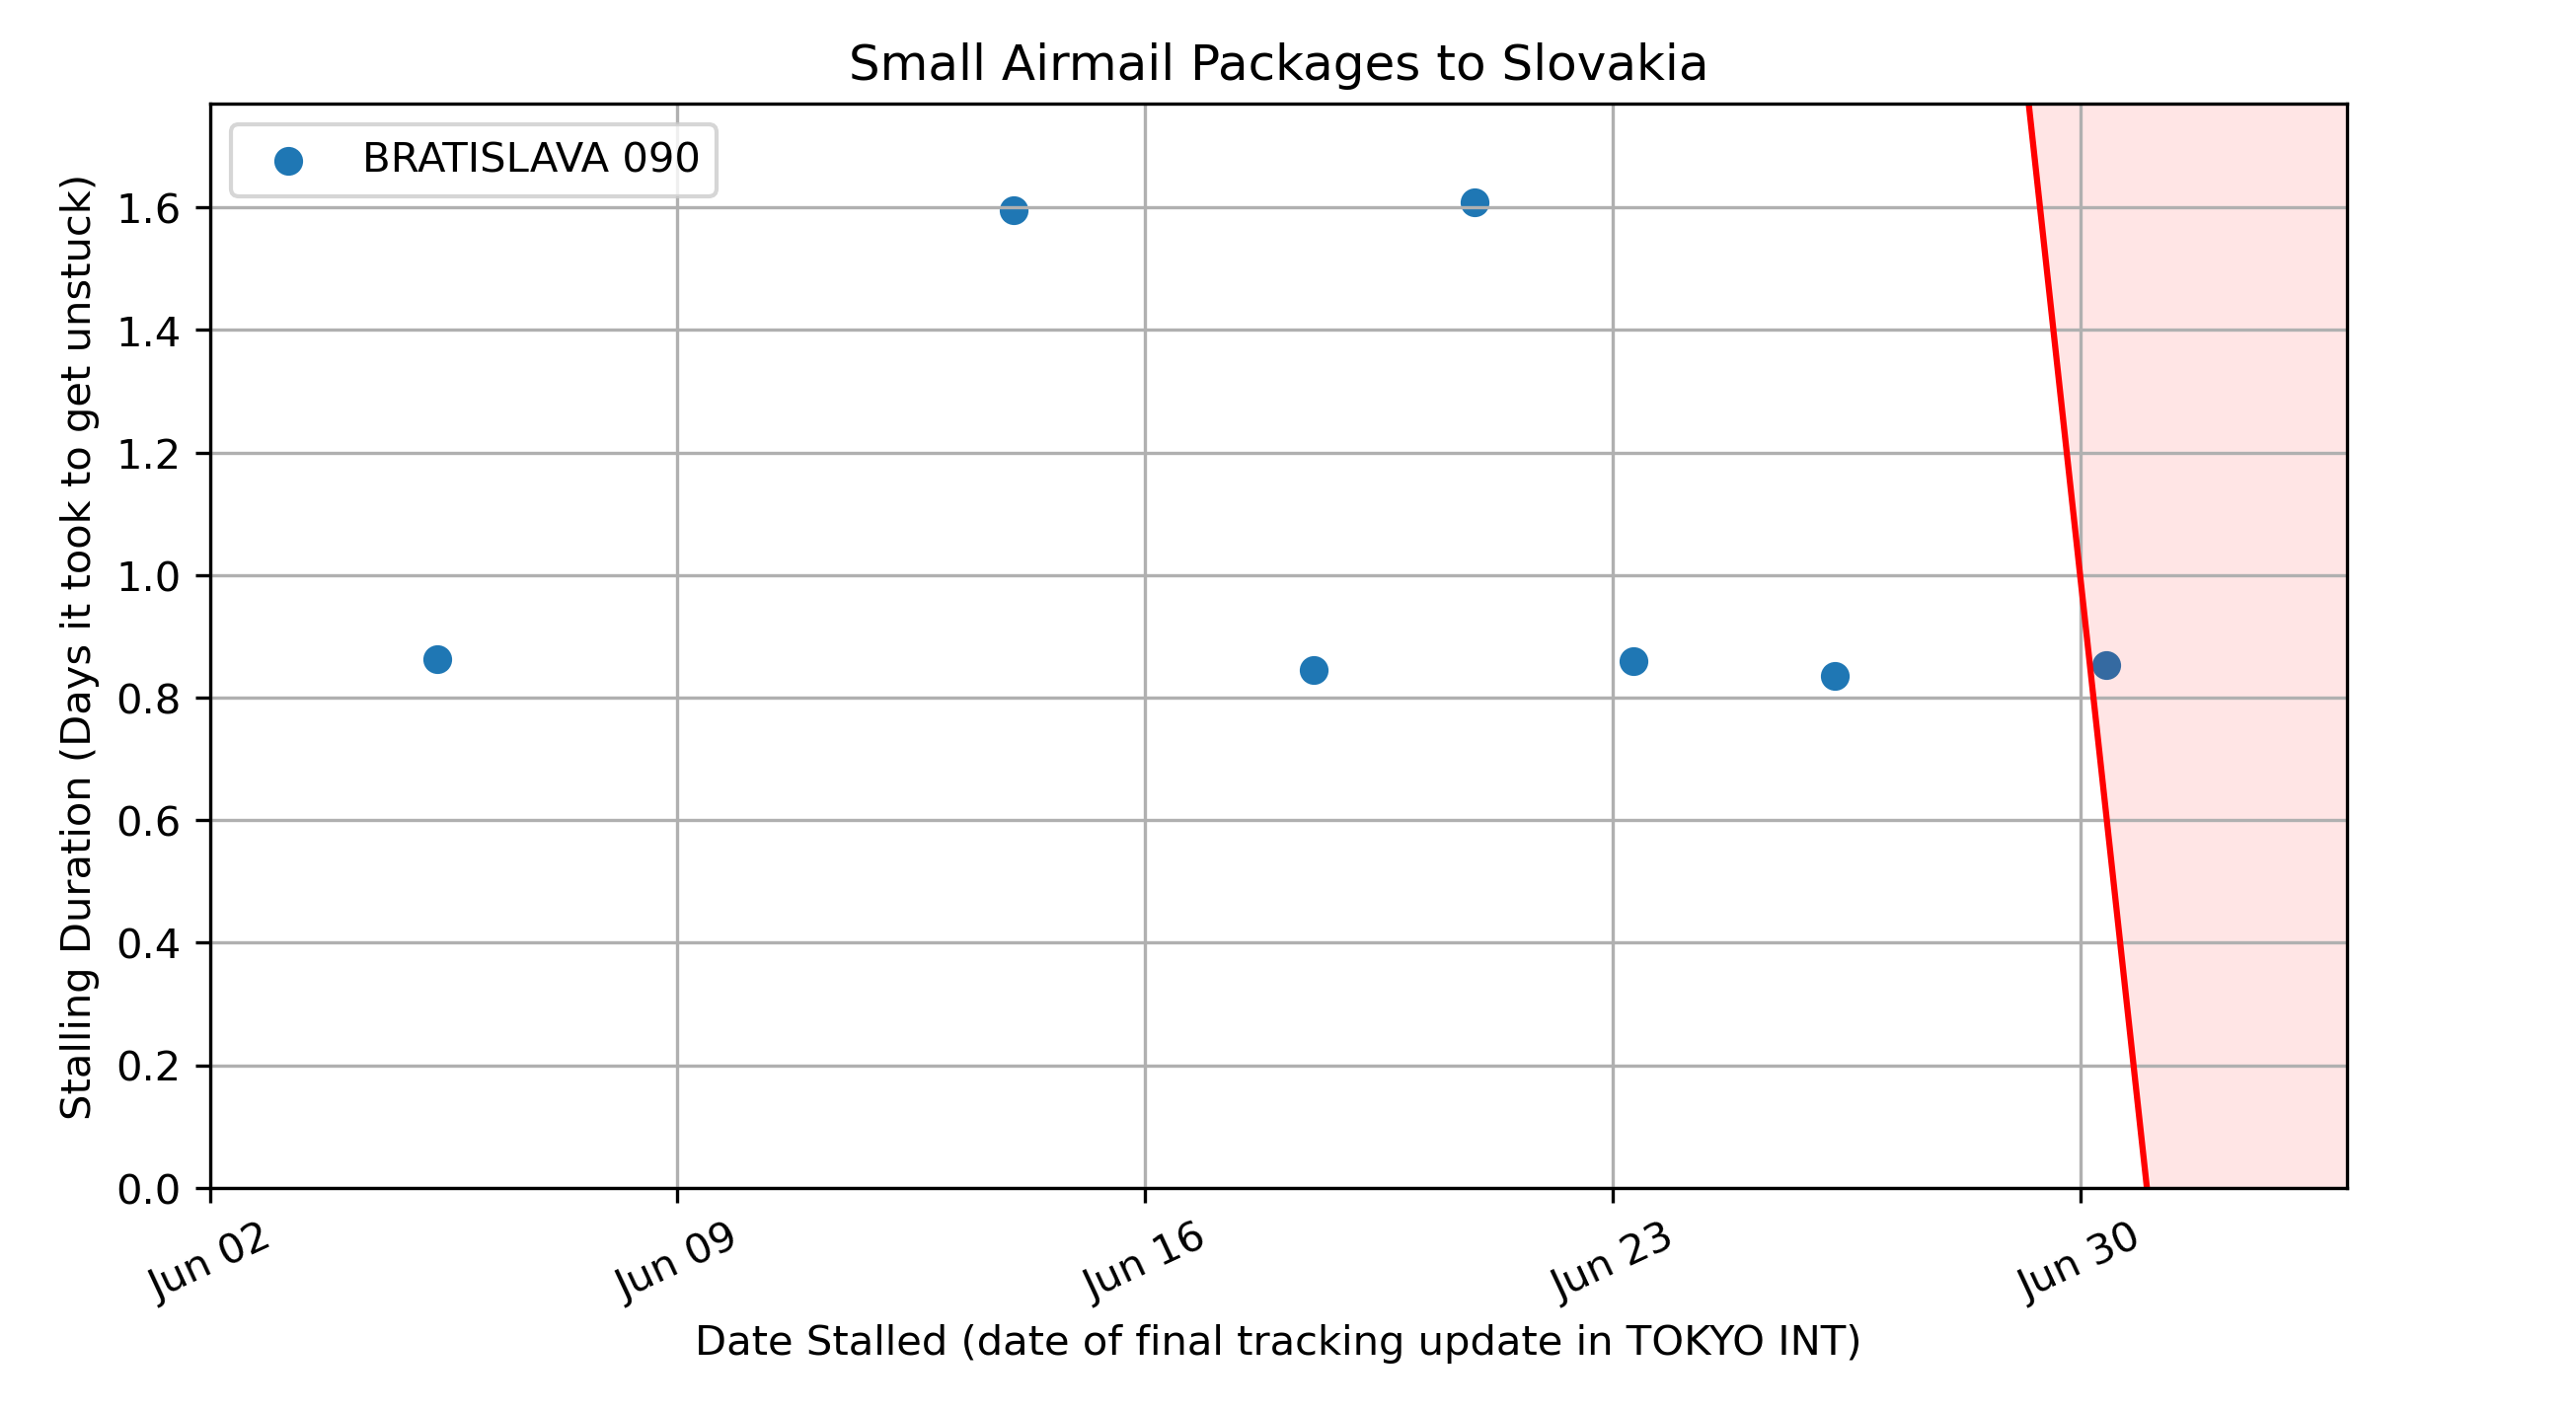 Small Airmail Packages to Slovakia
BRATISLAVA 090
Stalling Duration (Days it took to get unstuck)
1.6
1.4
1.2
1.0
0.8
0.6
0.4
0.2
0.0
Jun 02
Jun 09
Jun 16
Jun 23
Jun 30
Date Stalled (date of final tracking update in TOKYO INT)